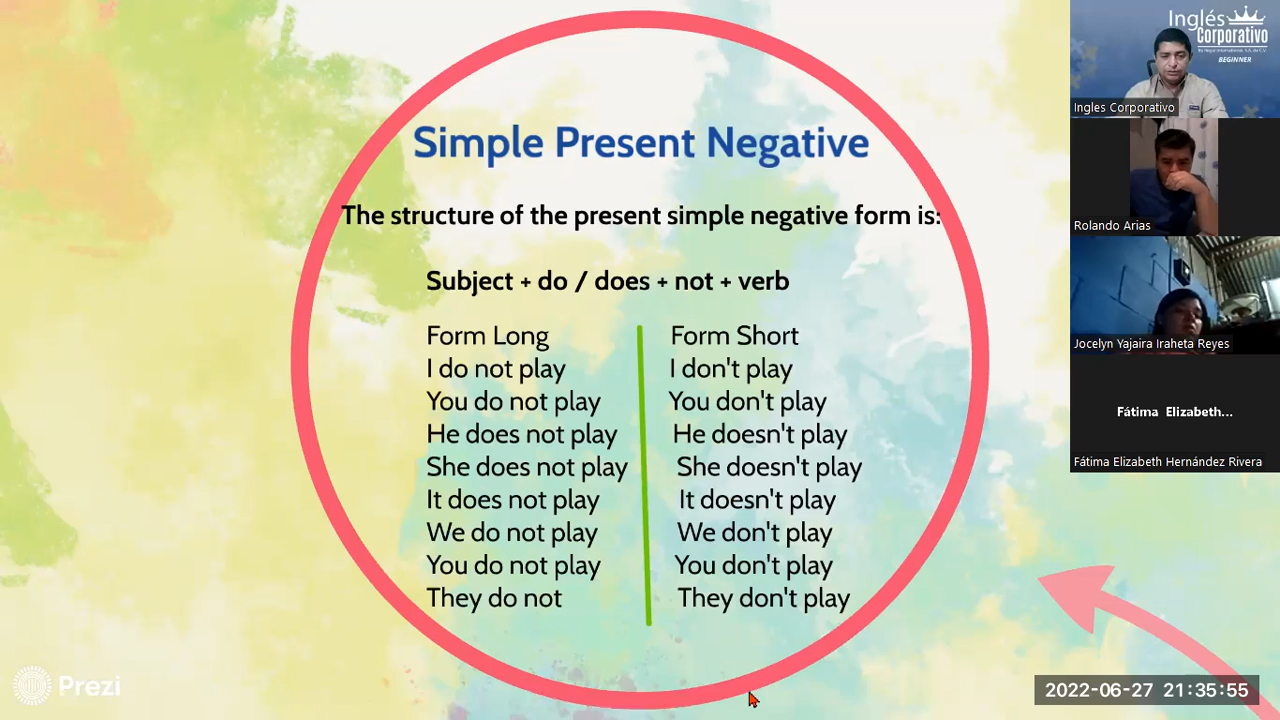 Simple Present Negative
The structure of the present simple negative form is:
Subject + do / does + not + verb
Form Long
I do not play
You do not play
He does not play
She does not play
It does not play
We do not play
You do not play
They do not
Form Short
I don't play
You don't play
He doesn't play
She doesn't play
It doesn't play
We don't play
You don't play
They don't play
Prezi
Inglés
Corporativo
BEGINNER
Ingles Corporativo
Rolando Arias
Jocelyn Yajaira Iraheta Reyes
Fátima Elizabeth...
Fátima Elizabeth Hernández Rivera
2022-06-27 21:35:55